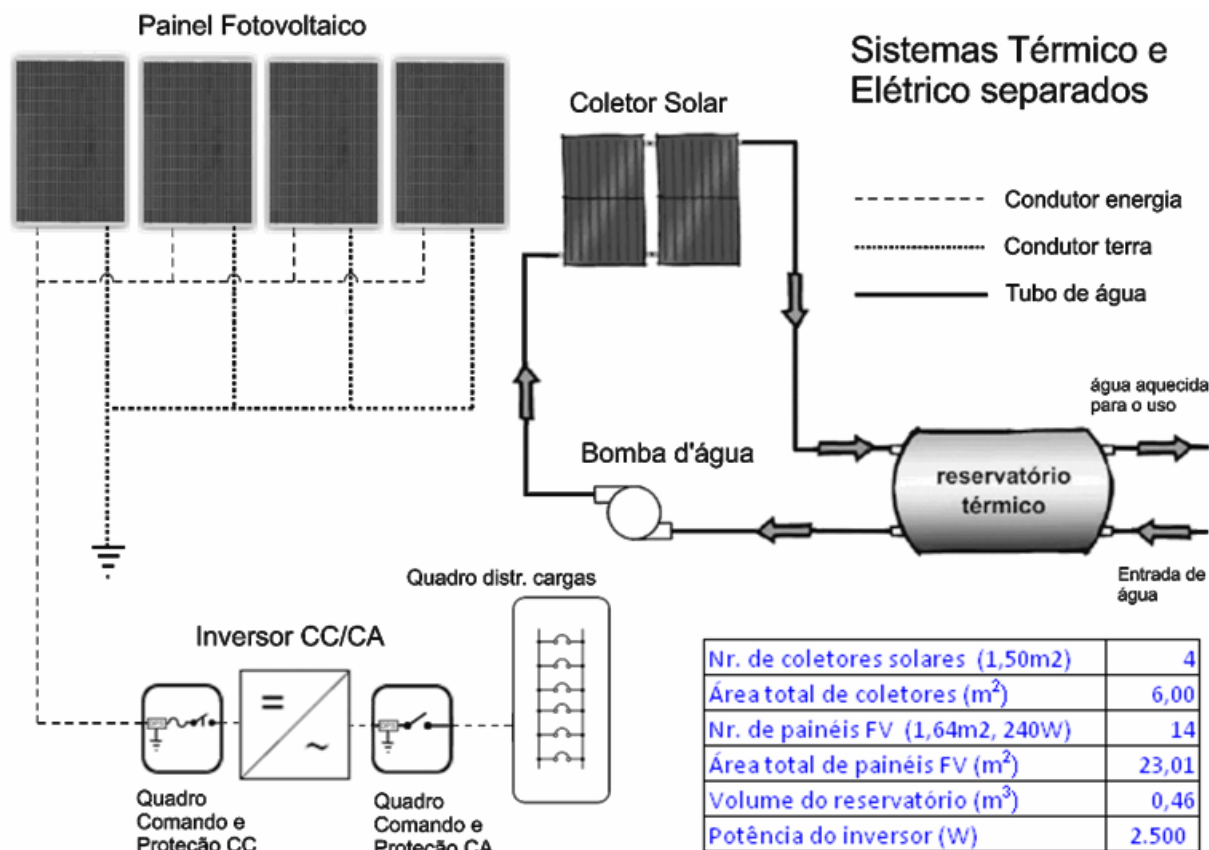 Painel Fotovoltaico
Sistemas Térmico e
Elétrico separados
Coletor Solar
Condutor energia
Condutor terra
Tubo de água
água aquecida
para o uso
Bomba d'água
reservatório
térmico
Entrada de
água
Quadro distr. cargas
Inversor CC/CA
=
~
Quadro
Comando e
Proteção CC
Quadro
Comando e
Proteção CA
Nr. de coletores solares (1,50m2) 4
Área total de coletores (m²) 6,00
Nr. de painéis FV (1,64m2, 240W) 14
Área total de painéis FV (m²) 23,01
Volume do reservatório (m³) 0,46
Potência do inversor (W) 2.500